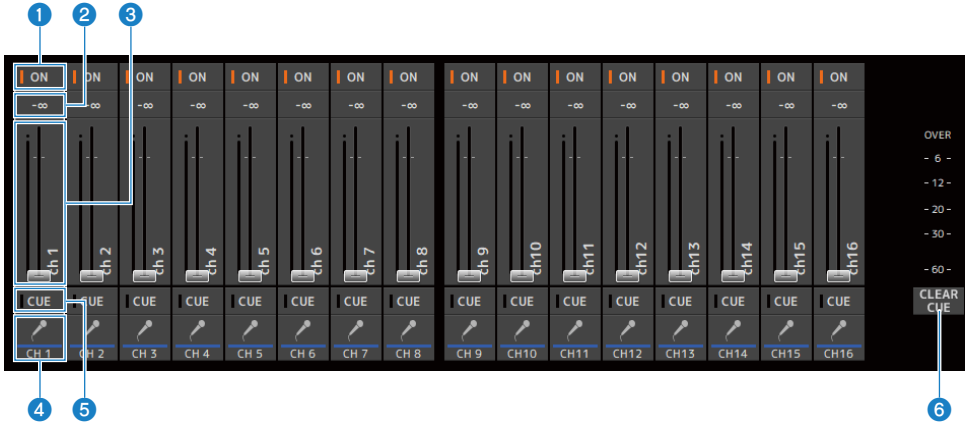 1 2 3
ON ON ON ON ON ON ON ON ON ON ON ON ON ON ON ON
-∞ -∞ -∞ -∞ -∞ -∞ -∞ -∞ -∞ -∞ -∞ -∞ -∞ -∞ -∞ -∞
OVER
- 6 -
- 12 -
- 20 -
- 30 -
- 60 -
ch 1 ch 2 ch 3 ch 4 ch 5 ch 6 ch 7 ch 8 ch 9 ch10 ch11 ch12 ch13 ch14 ch15 ch16
CUE CUE CUE CUE CUE CUE CUE CUE CUE CUE CUE CUE CUE CUE CUE CUE
CLEAR
CUE
CH 1 CH 2 CH 3 CH 4 CH 5 CH 6 CH 7 CH 8 CH 9 CH10 CH11 CH12 CH13 CH14 CH15 CH16
4 5 6